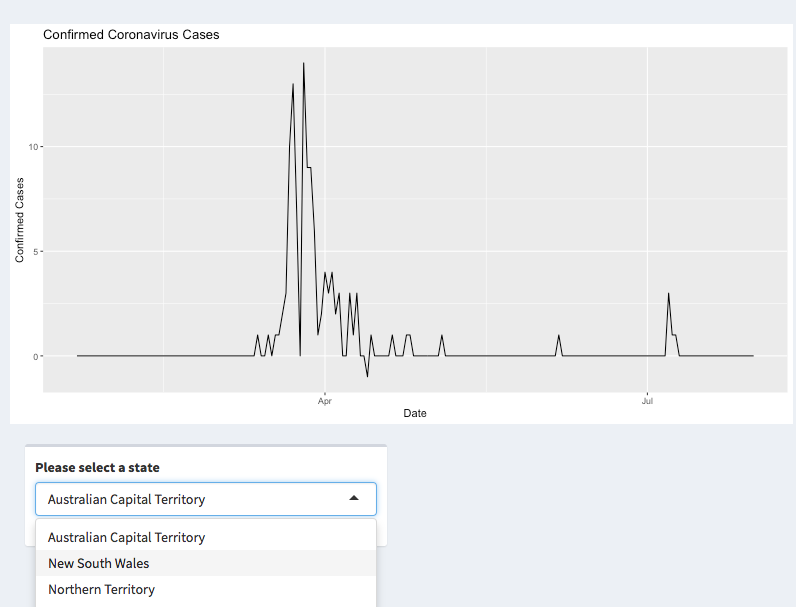 Confirmed Coronavirus Cases
Confirmed Cases
10
5
0
Apr
Jul
Date
Please select a state
Australian Capital Territory
Australian Capital Territory
New South Wales
Northern Territory